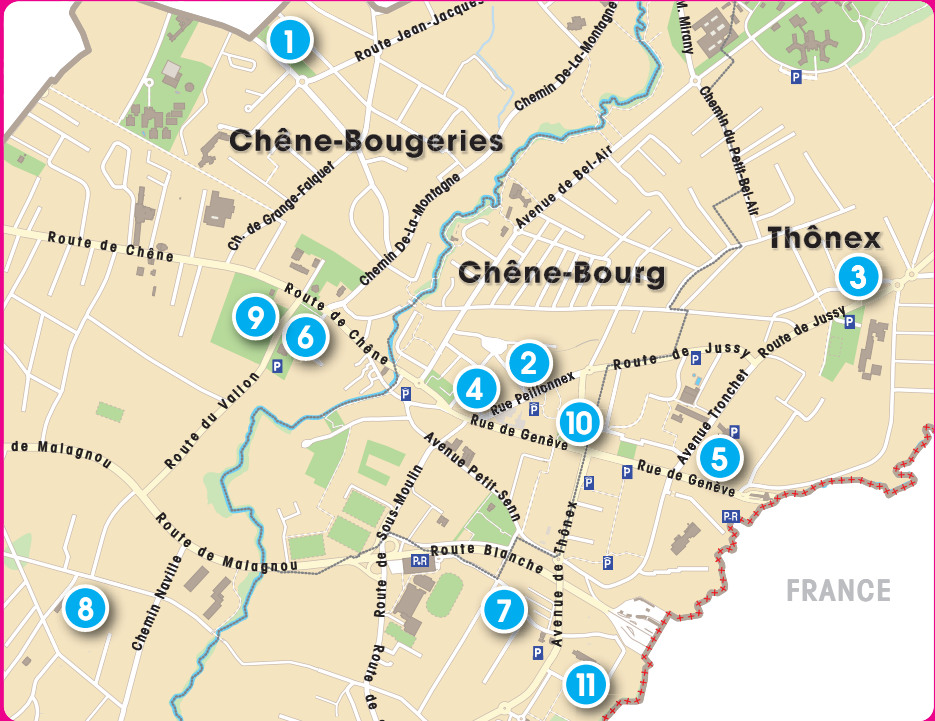 1
Route Jean-Jacques
Chemin De-La-Montagne
M. Mirany
P
Chêne-Bougeries
Chemin du Petit-Bel-Air
Ch. de Grange-Falquet
Chemin De-La-Montagne
Avenue de Bel-Air
Route de Chêne
Thônex
Chêne-Bourg
3
Route de Chêne
9
6
P
Route de Jussy
P
2
Route de Jussy
P
4
Rue Peillonnex
P
P
10
Route du Vallon
Rue de Genève
Avenue Tronchet
P
5
de Malagnou
Avenue Petit-Senn
P
P
Rue de Genève
P+R
Route de Malagnou
Route de Sous-Moulin
P+R
Route Blanche
Avenue de Thônex
P
FRANCE
8
Chemin Naville
7
P
Route de
11